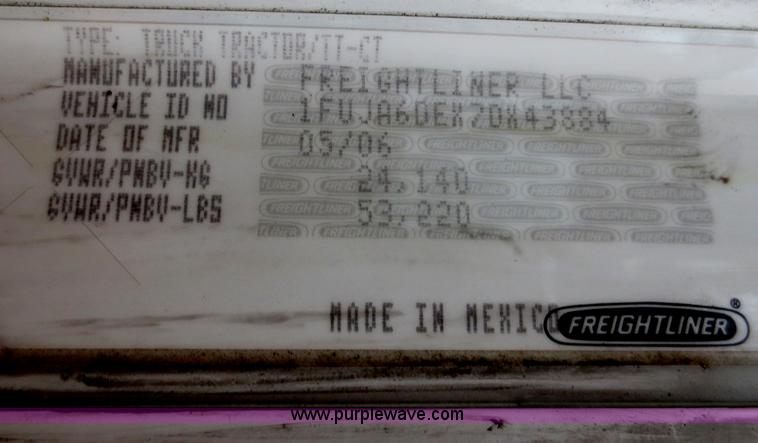 TYPE: TRUCK TRACTOR/TT-CT
MANUFACTURED BY FREIGHTLINER LLC
VEHICLE ID NO 1FUJA6DEX7DX43884
DATE OF MFR 05/06
GVWR/PNBV-KG 24,140
GVWR/PNBV-LBS 53,220
MADE IN MEXICO FREIGHTLINER®
www.purplewave.com